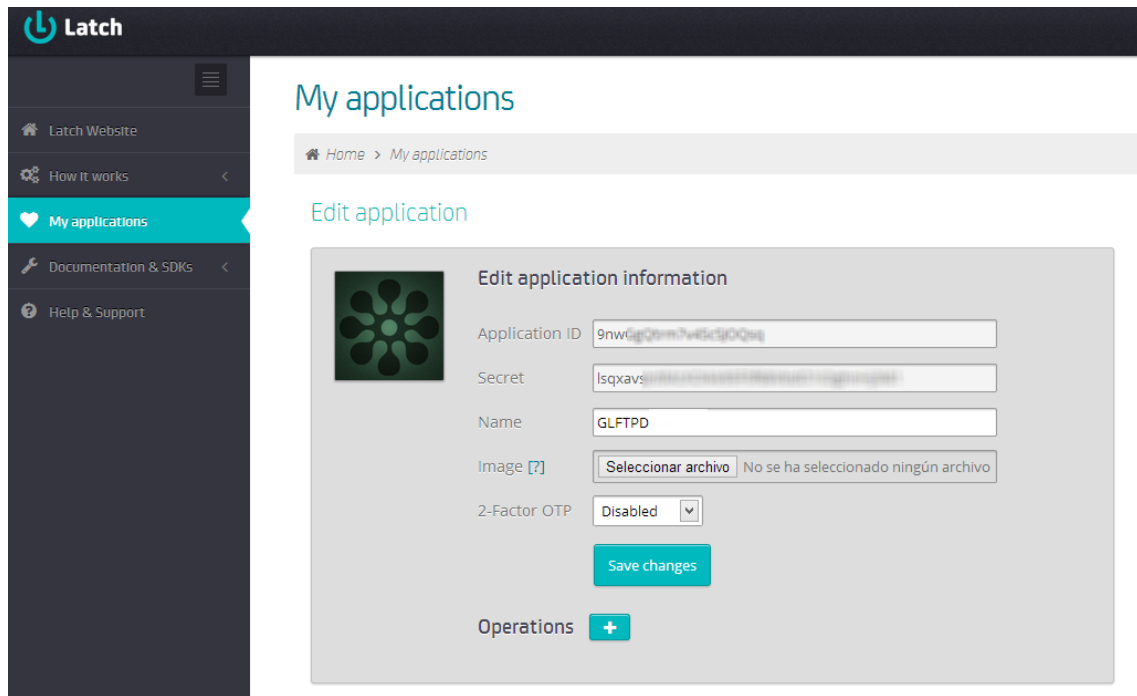 Latch
My applications
Latch Website
Home > My applications
How it works
My applications
Edit application
Documentation & SDKs
Edit application information
Help & Support
Application ID
Secret
Name GLFTPD
Image [?] Seleccionar archivo No se ha seleccionado ningún archivo
2-Factor OTP Disabled
Save changes
Operations +